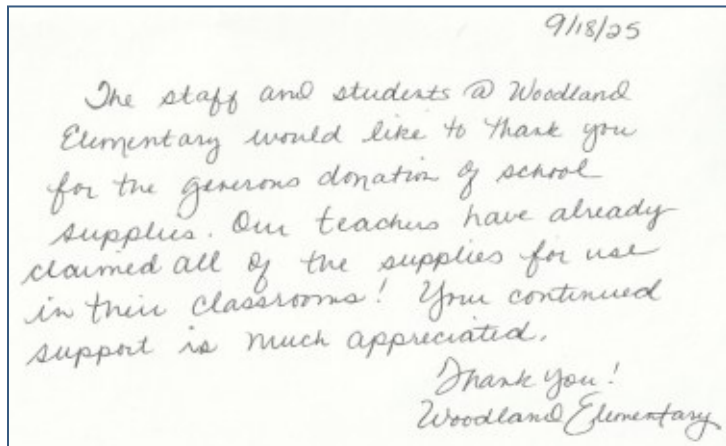 9/18/25
The staff and students @ Woodland
Elementary would like to thank you
for the generous donation of school
supplies. Our teachers have already
claimed all of the supplies for use
in their classrooms! Your continued
support is much appreciated.
Thank you!
Woodland Elementary